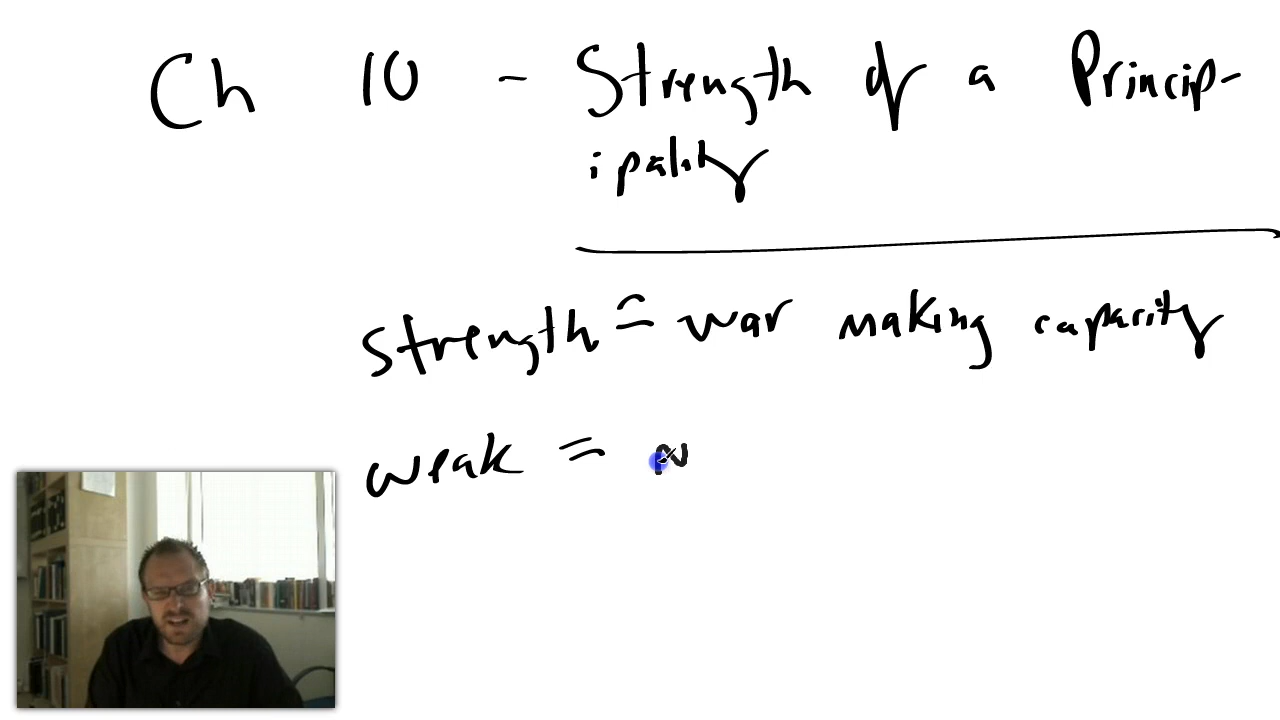 Ch 10 - Strength of a Princip-
ipality
strength = war making capacity
weak = n